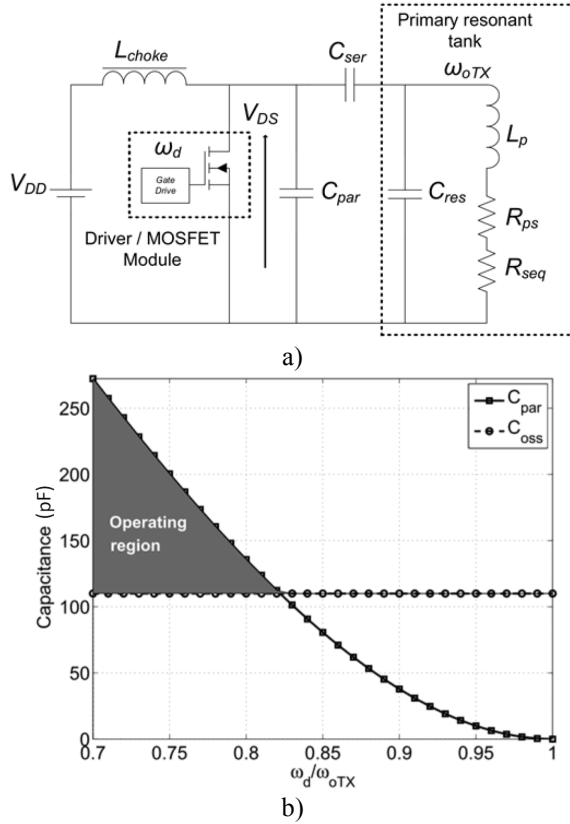 Primary resonant
tank
L_choke
C_ser
ω_oTX
V_DS
ω_d
L_p
V_DD
Gate
Drive
C_par
C_res
R_ps
Driver / MOSFET
Module
R_seq
a)
C_par
C_oss
250
200
150
100
50
0
Capacitance (pF)
Operating
region
0.7 0.75 0.8 0.85 0.9 0.95 1
ω_d/ω_oTX
b)